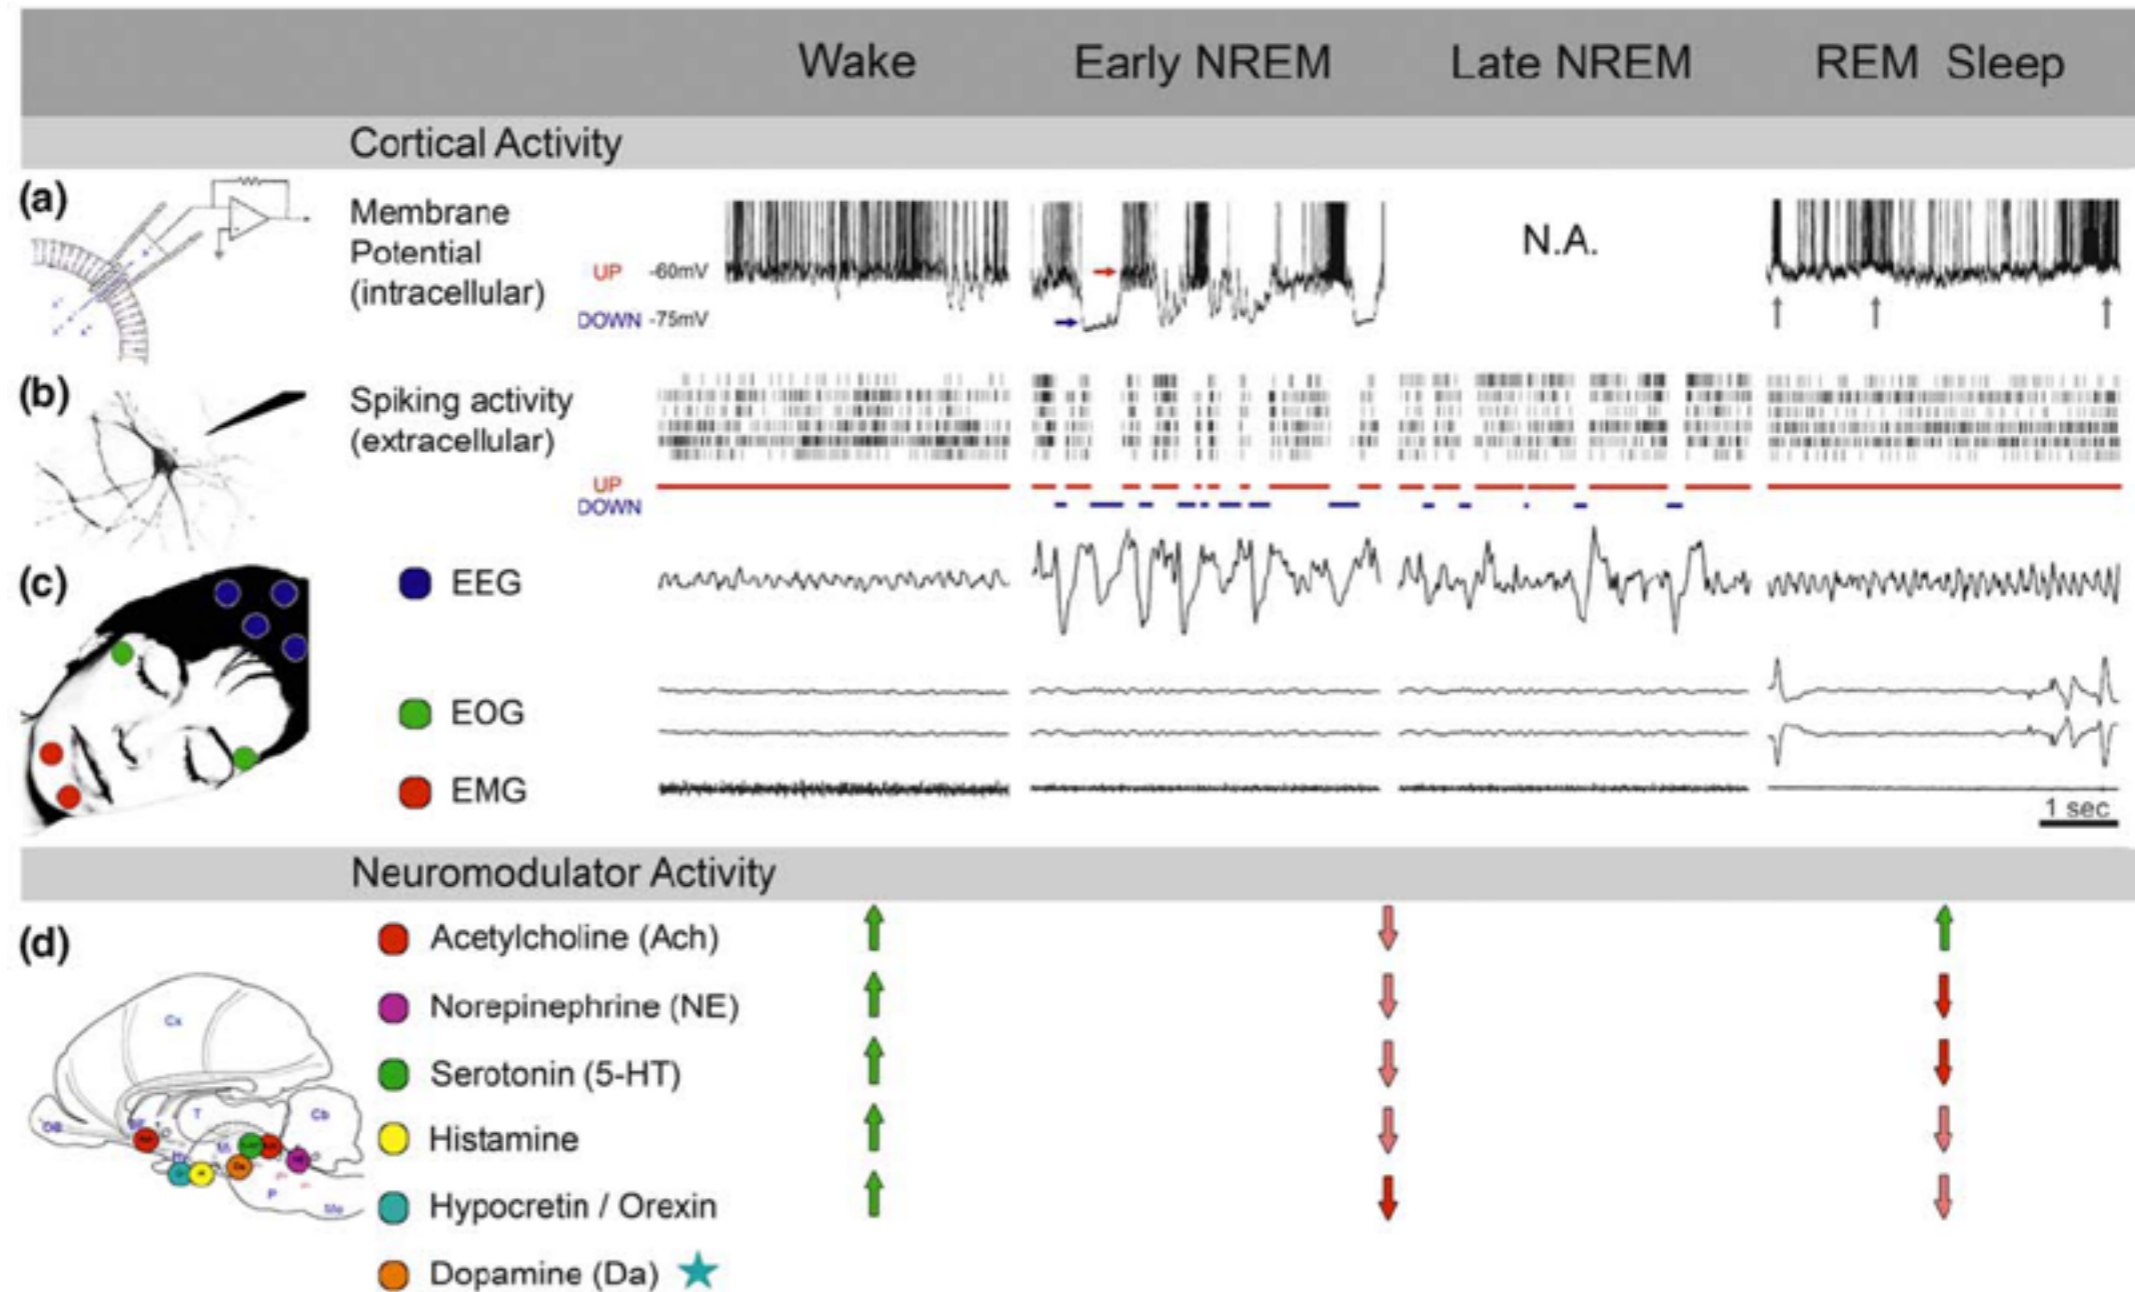 Wake Early NREM Late NREM REM Sleep
Cortical Activity
(a)
Membrane
Potential
(intracellular)
UP -60mV
DOWN -75mV
N.A.
(b)
Spiking activity
(extracellular)
UP
DOWN
(c)
EEG
EOG
EMG
1 sec
Neuromodulator Activity
(d)
Acetylcholine (Ach)
Norepinephrine (NE)
Serotonin (5-HT)
Histamine
Hypocretin / Orexin
Dopamine (Da)
Cx
OB
T
Cb
P